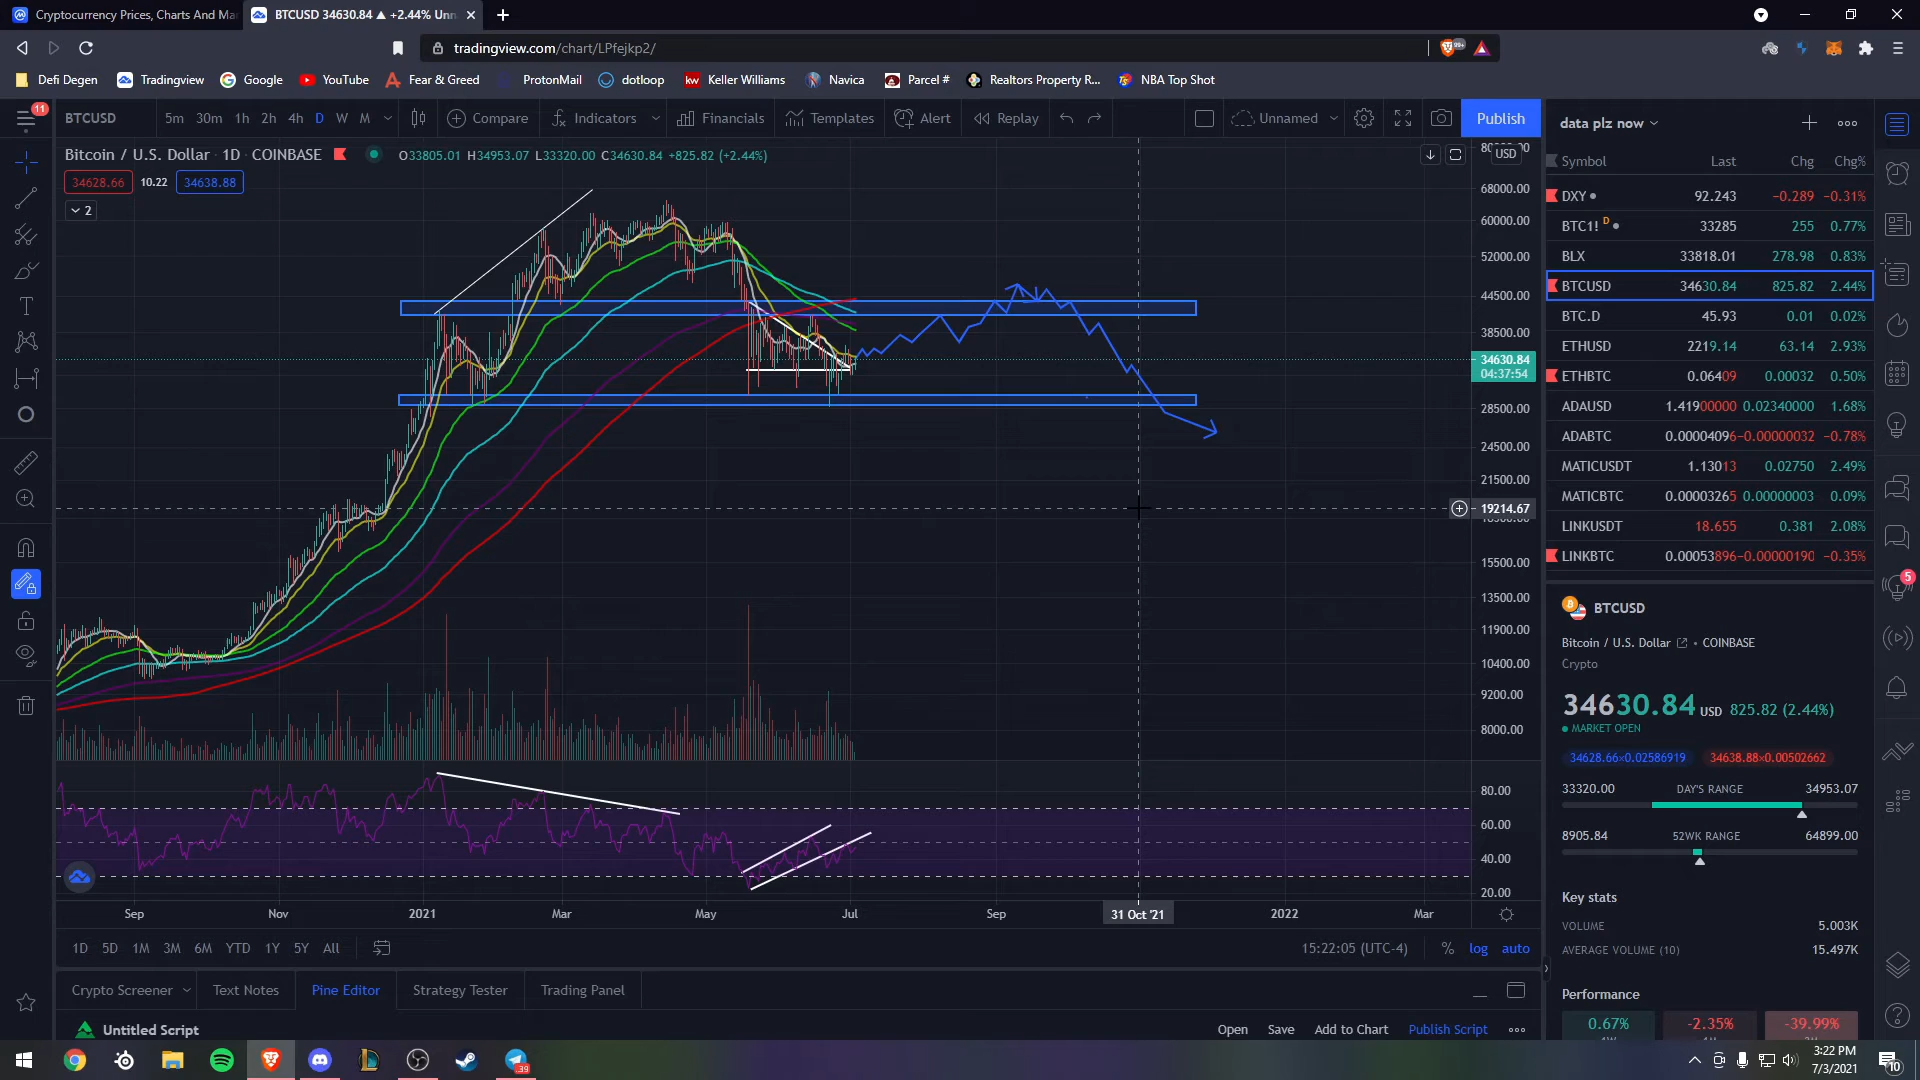 Cryptocurrency Prices, Charts And Ma
BTCUSD 34630.84 ▲ +2.44% Unn
tradingview.com/chart/LPfejkp2/
99+
Defi Degen
Tradingview
Google
YouTube
Fear & Greed
ProtonMail
dotloop
kw Keller Williams
Navica
Parcel #
Realtors Property R...
NBA Top Shot
11
BTCUSD
5m 30m 1h 2h 4h D W M
Compare
Indicators
Financials
Templates
Alert
Replay
Unnamed
Publish
Bitcoin / U.S. Dollar · 1D · COINBASE
O33805.01 H34953.07 L33320.00 C34630.84 +825.82 (+2.44%)
34628.66 10.22 34638.88
2
USD
68000.00
60000.00
52000.00
44500.00
38500.00
34630.84
04:37:54
28500.00
24500.00
21500.00
19214.67
15500.00
13500.00
11900.00
10400.00
9200.00
8000.00
80.00
60.00
40.00
20.00
Sep Nov 2021 Mar May Jul Sep 31 Oct '21 2022 Mar
1D 5D 1M 3M 6M YTD 1Y 5Y All
15:22:05 (UTC-4) % log auto
Crypto Screener Text Notes Pine Editor Strategy Tester Trading Panel
Untitled Script
Open Save Add to Chart Publish Script
data plz now
Symbol Last Chg Chg%
DXY 92.243 −0.289 −0.31%
BTC1! D 33285 255 0.77%
BLX 33818.01 278.98 0.83%
BTCUSD 34630.84 825.82 2.44%
BTC.D 45.93 0.01 0.02%
ETHUSD 2219.14 63.14 2.93%
ETHBTC 0.06409 0.00032 0.50%
ADAUSD 1.41900000 0.02340000 1.68%
ADABTC 0.00004096 −0.00000032 −0.78%
MATICUSDT 1.13013 0.02750 2.49%
MATICBTC 0.00003265 0.00000003 0.09%
LINKUSDT 18.655 0.381 2.08%
LINKBTC 0.00053896 −0.00000190 −0.35%
BTCUSD
Bitcoin / U.S. Dollar • COINBASE
Crypto
34630.84 USD 825.82 (2.44%)
MARKET OPEN
34628.66×0.02586919 34638.88×0.00502662
33320.00 DAY'S RANGE 34953.07
8905.84 52WK RANGE 64899.00
Key stats
VOLUME 5.003K
AVERAGE VOLUME (10) 15.497K
Performance
0.67% -2.35% -39.99%
5
39
3:22 PM
7/3/2021
10